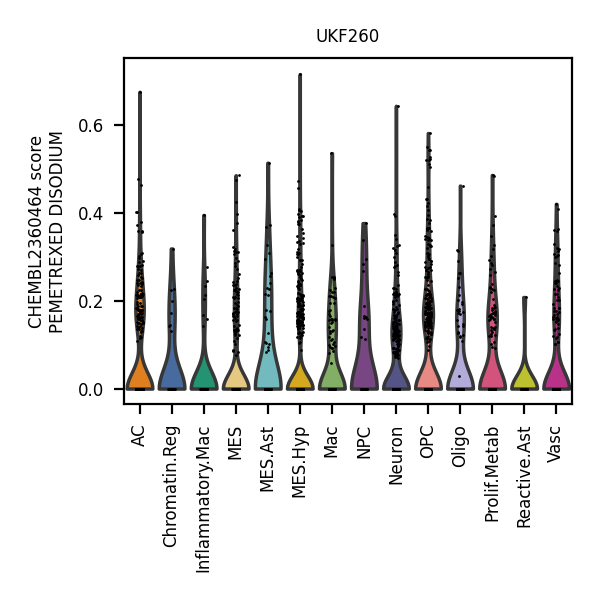 UKF260
CHEMBL2360464 score
PEMETREXED DISODIUM
0.6
0.4
0.2
0.0
AC
Chromatin.Reg
Inflammatory.Mac
MES
MES.Ast
MES.Hyp
Mac
NPC
Neuron
OPC
Oligo
Prolif.Metab
Reactive.Ast
Vasc